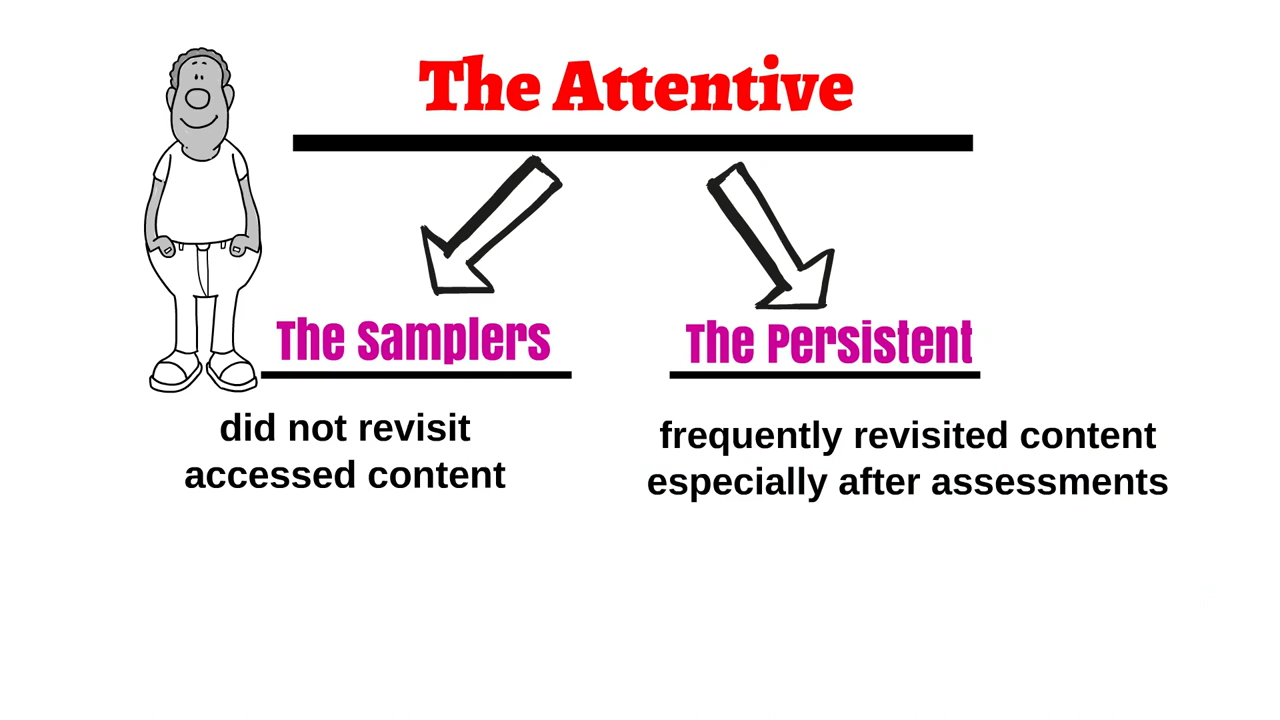 The Attentive
The Samplers
did not revisit
accessed content
The Persistent
frequently revisited content
especially after assessments